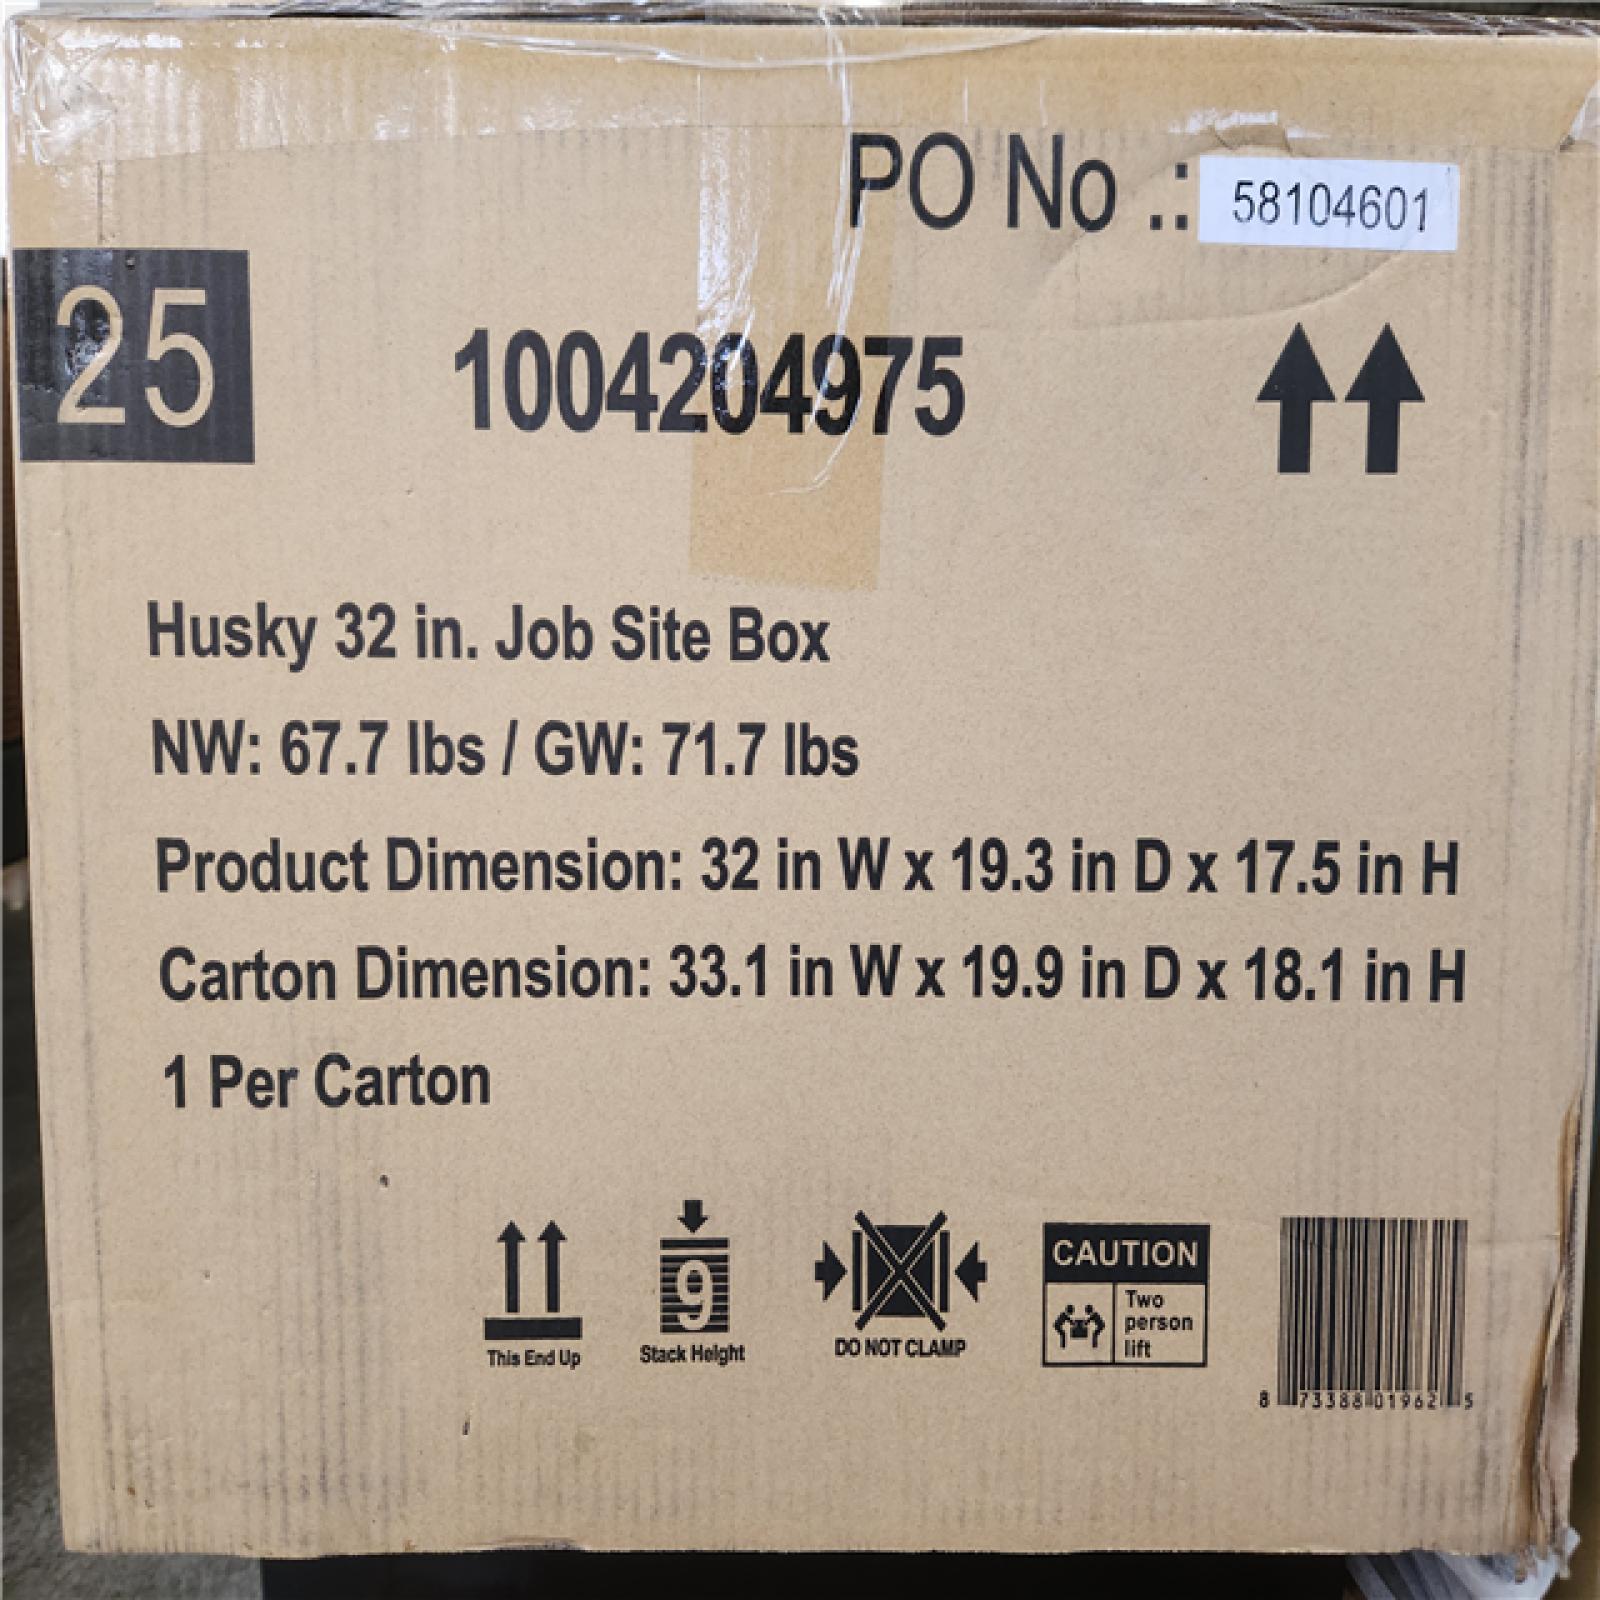 PO No .: 58104601
25
1004204975
Husky 32 in. Job Site Box
NW: 67.7 lbs / GW: 71.7 lbs
Product Dimension: 32 in W x 19.3 in D x 17.5 in H
Carton Dimension: 33.1 in W x 19.9 in D x 18.1 in H
1 Per Carton
9
This End Up
Stack Height
DO NOT CLAMP
CAUTION
Two
person
lift
8 73388 01962 5